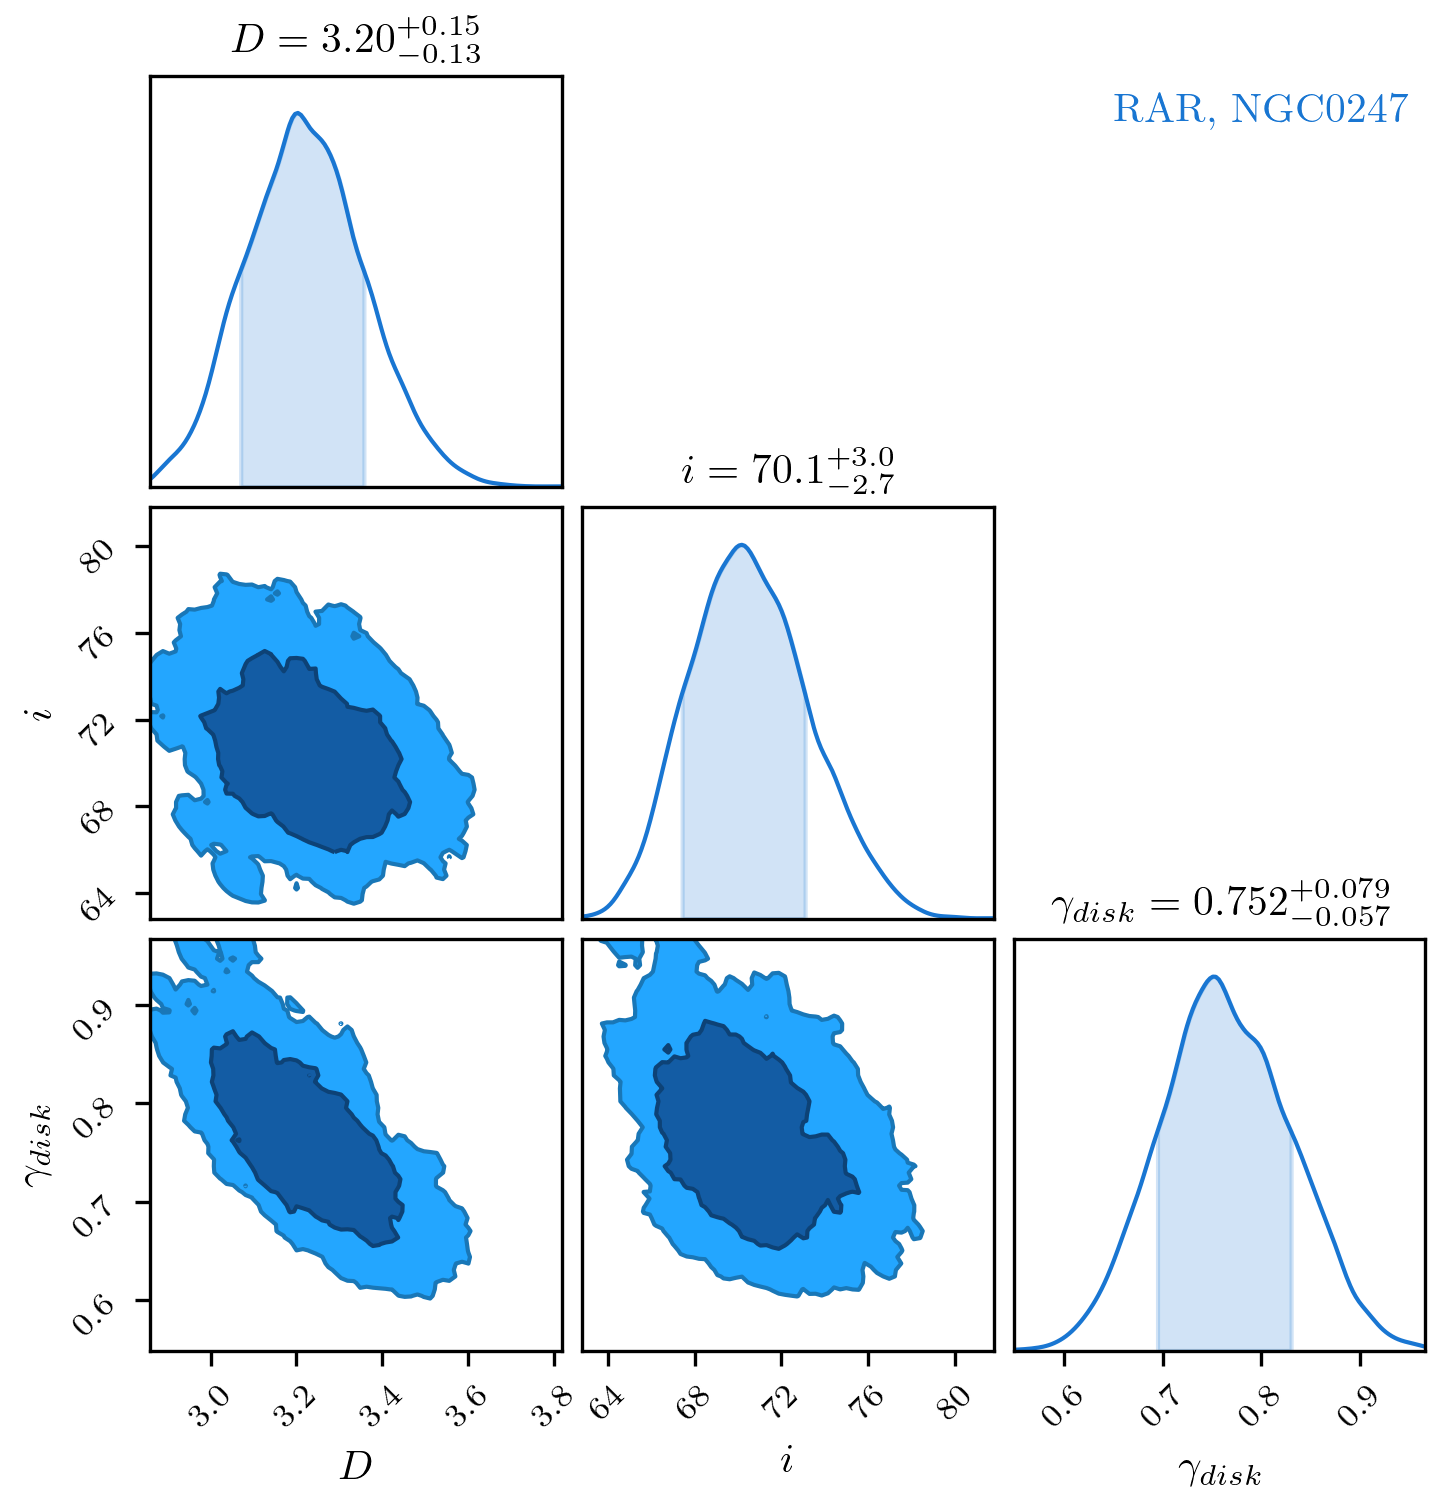 D = 3.20^{+0.15}_{-0.13}
RAR, NGC0247
i = 70.1^{+3.0}_{-2.7}
80
76
72
68
64
i
γ_{disk} = 0.752^{+0.079}_{-0.057}
0.9
0.8
0.7
0.6
γ_{disk}
3.0 3.2 3.4 3.6 3.8 64 68 72 76 80 0.6 0.7 0.8 0.9
D i γ_{disk}